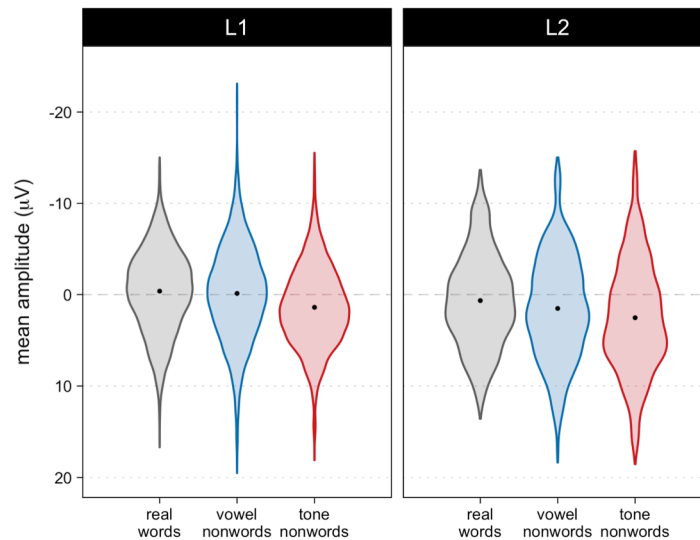 L1
L2
mean amplitude (μV)
-20
-10
0
10
20
real
words
vowel
nonwords
tone
nonwords
real
words
vowel
nonwords
tone
nonwords